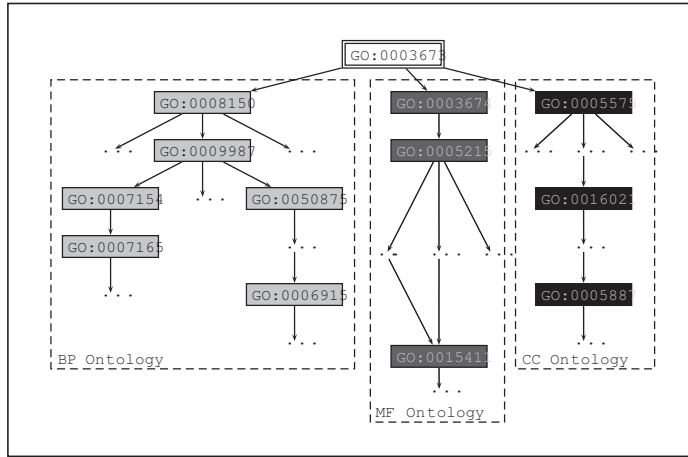 GO:0003673
GO:0008150 GO:0003674 GO:0005575
... GO:0009987 ... GO:0005215 ... ... ...
GO:0007154 ... GO:0050875 GO:0016021
GO:0007165 ... ... ... ... ...
... GO:0006915 GO:0005887
... GO:0015411 ...
BP Ontology CC Ontology
...
MF Ontology